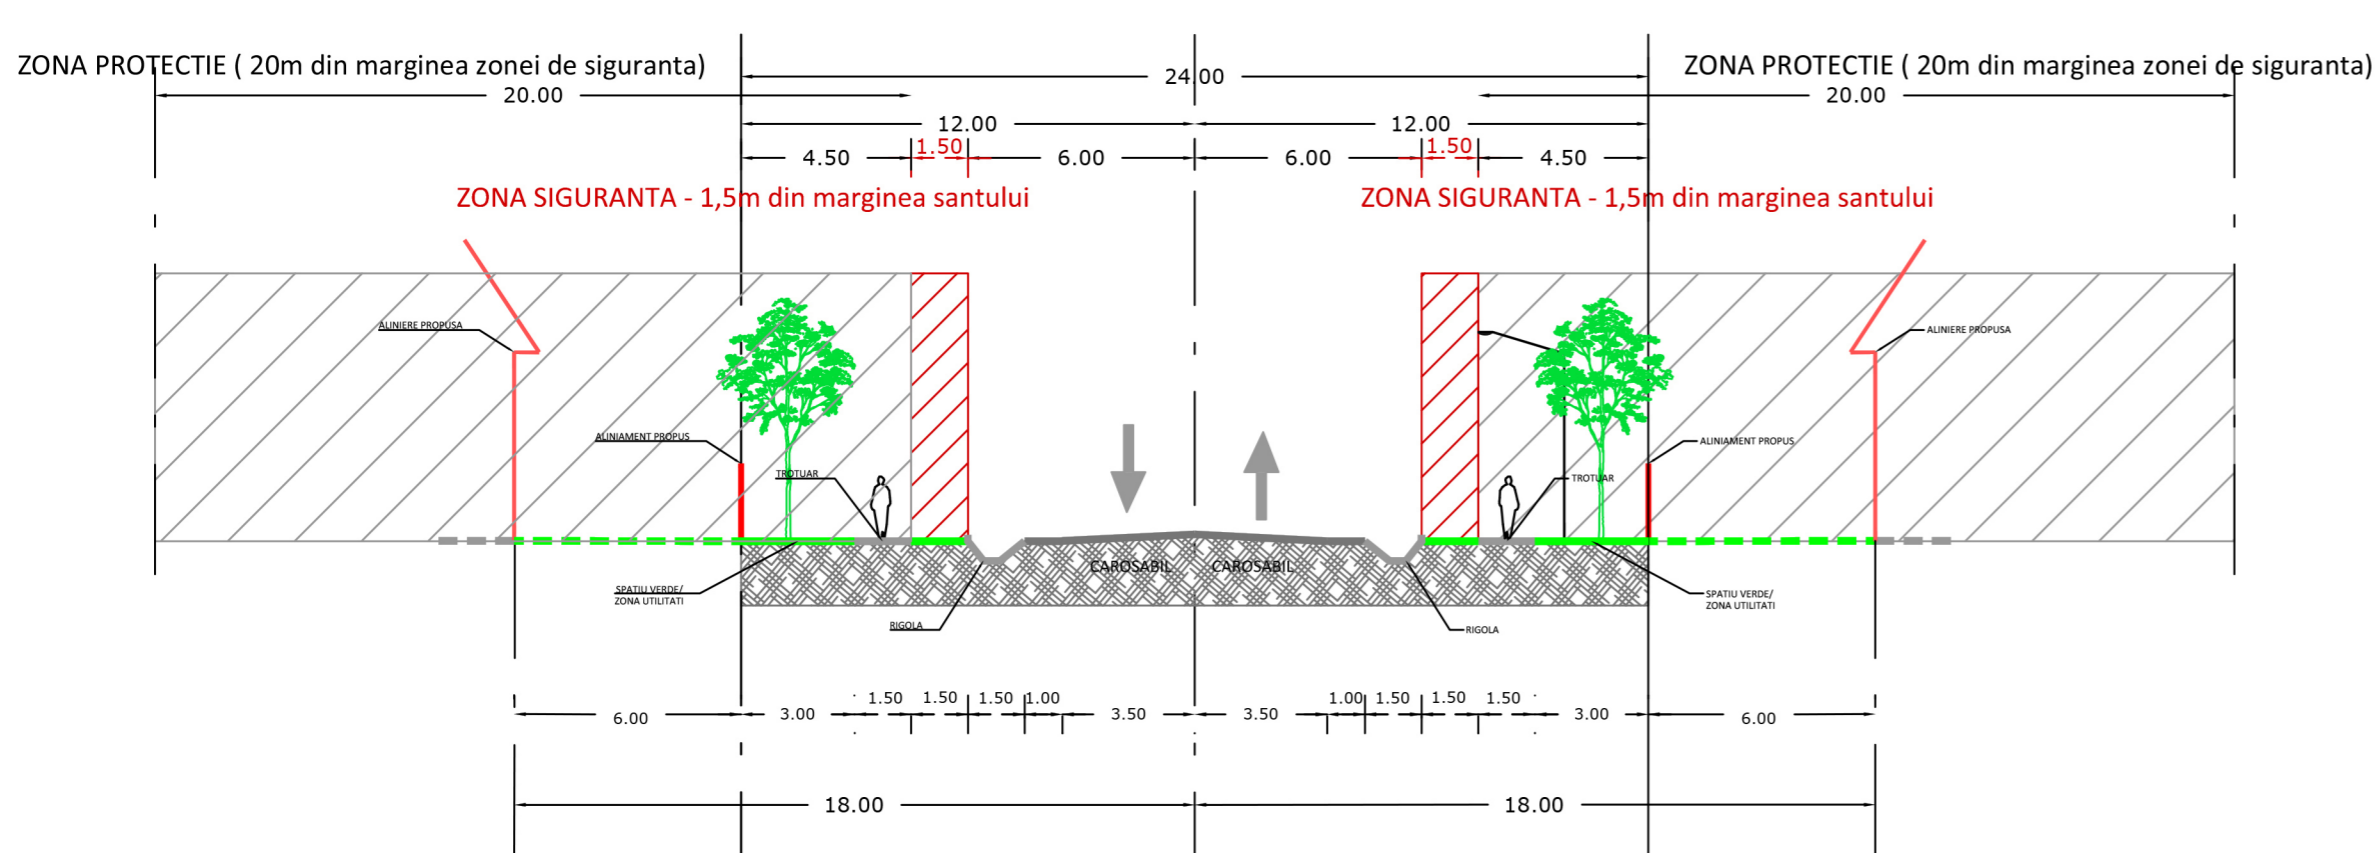 ZONA PROTECTIE ( 20m din marginea zonei de siguranta)
ZONA PROTECTIE ( 20m din marginea zonei de siguranta)
24.00
20.00
20.00
12.00
12.00
4.50
1.50
6.00
6.00
1.50
4.50
ZONA SIGURANTA - 1,5m din marginea santului
ZONA SIGURANTA - 1,5m din marginea santului
ALINIERE PROPUSA
ALINIERE PROPUSA
ALINIAMENT PROPUS
ALINIAMENT PROPUS
TROTUAR
TROTUAR
CAROSABIL
CAROSABIL
SPATIU VERDE/
ZONA UTILITATI
SPATIU VERDE/
ZONA UTILITATI
RIGOLA
RIGOLA
6.00
3.00
1.50
1.50
1.50
1.00
3.50
3.50
1.00
1.50
1.50
1.50
3.00
6.00
18.00
18.00